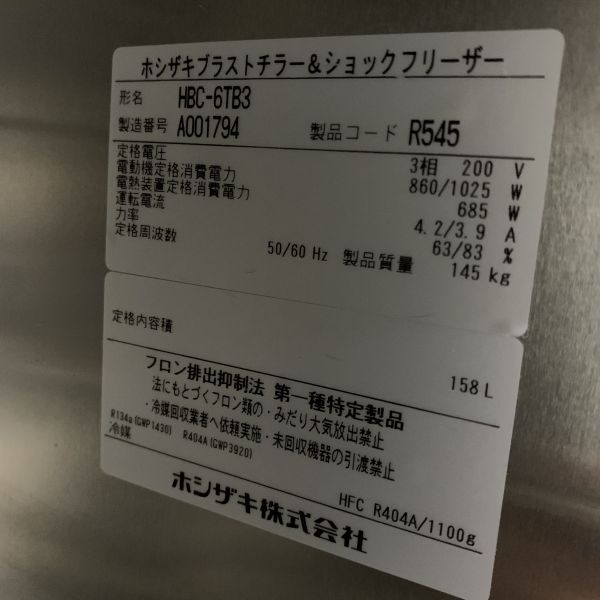 ホシザキブラストチラー&ショックフリーザー
形名 HBC-6TB3
製造番号 A001794 製品コード R545
定格電圧 3相 200 V
電動機定格消費電力 860/1025 W
電熱装置定格消費電力 685 W
運転電流 4.2/3.9 A
力率 63/83 %
定格周波数 50/60 Hz 製品質量 145 kg
定格内容積 158 L
フロン排出抑制法 第一種特定製品
法にもとづくフロン類の・みだり大気放出禁止
・冷媒回収業者へ依頼実施・未回収機器の引渡禁止
R134a(GWP1430) R404A(GWP3920)
冷媒 HFC R404A/1100g
ホシザキ株式会社